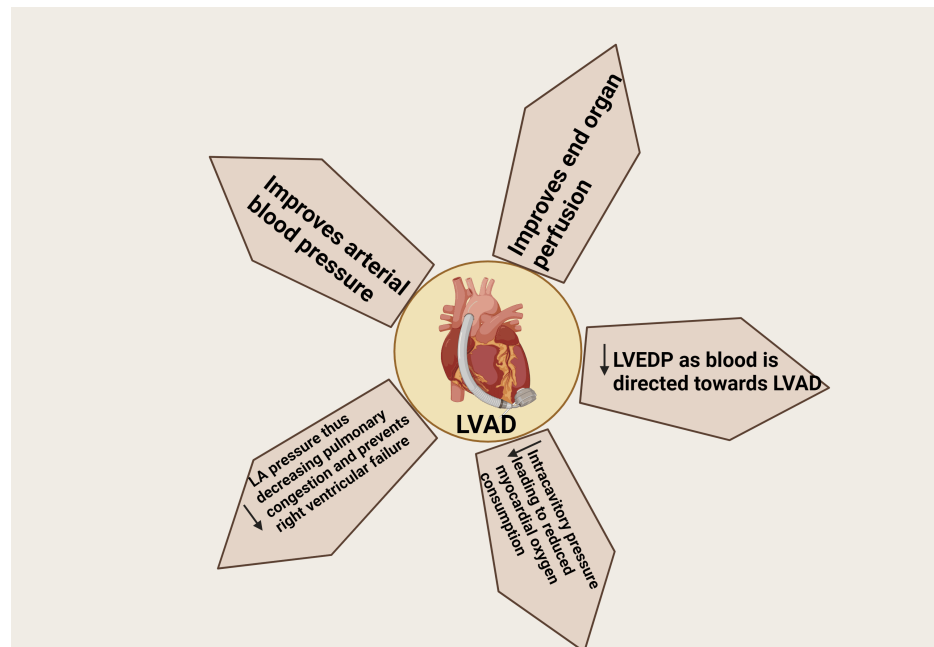 Improves end organ
perfusion
Improves arterial
blood pressure
LVEDP as blood is
directed towards LVAD
LVAD
LA pressure thus
decreasing pulmonary
congestion and prevents
right ventricular failure
Intracavitory pressure
leading to reduced
myocardial oxygen
consumption